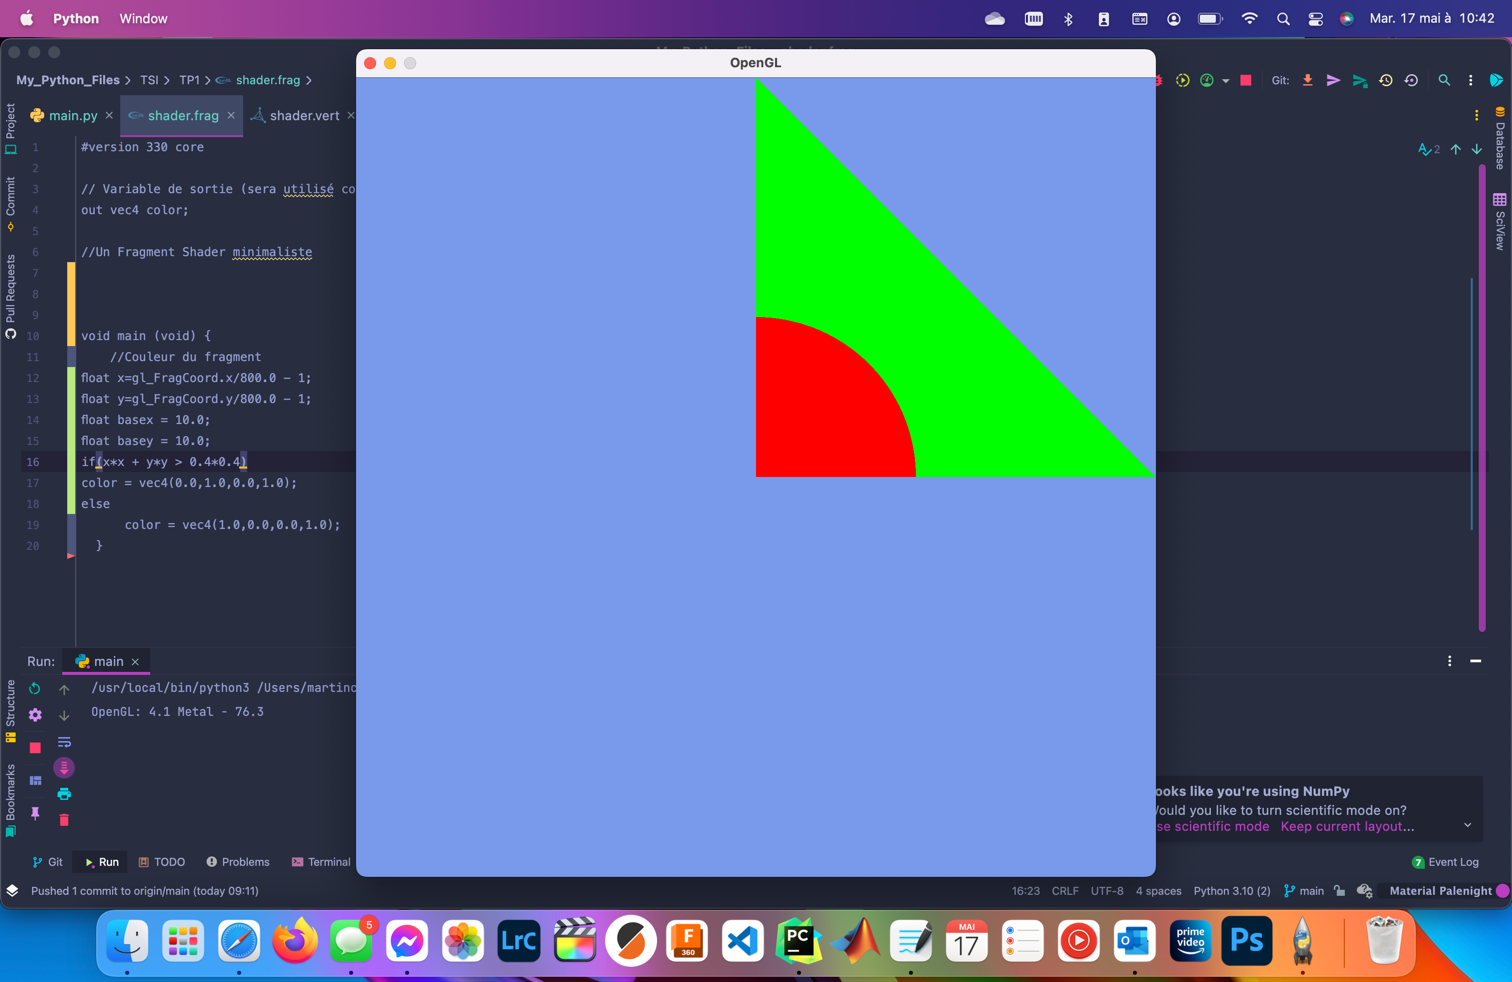 Python Window
Mar. 17 mai à 10:42
OpenGL
My_Python_Files TSI TP1 shader.frag
Git:
main.py shader.frag shader.vert
2
Project
Commit
Pull Requests
Structure
Bookmarks
Database
SciView
1 #version 330 core
2
3 // Variable de sortie (sera utilisé co
4 out vec4 color;
5
6 //Un Fragment Shader minimaliste
7
8
9
10 void main (void) {
11 //Couleur du fragment
12 float x=gl_FragCoord.x/800.0 - 1;
13 float y=gl_FragCoord.y/800.0 - 1;
14 float basex = 10.0;
15 float basey = 10.0;
16 if(x*x + y*y > 0.4*0.4)
17 color = vec4(0.0,1.0,0.0,1.0);
18 else
19 color = vec4(1.0,0.0,0.0,1.0);
20 }
Run: main
/usr/local/bin/python3 /Users/martinc
OpenGL: 4.1 Metal - 76.3
ooks like you're using NumPy
Would you like to turn scientific mode on?
se scientific mode Keep current layout...
Git Run TODO Problems Terminal
7 Event Log
Pushed 1 commit to origin/main (today 09:11)
16:23 CRLF UTF-8 4 spaces Python 3.10 (2) main Material Palenight
5
LrC
F
360
PC
MAI
17
prime
video
Ps